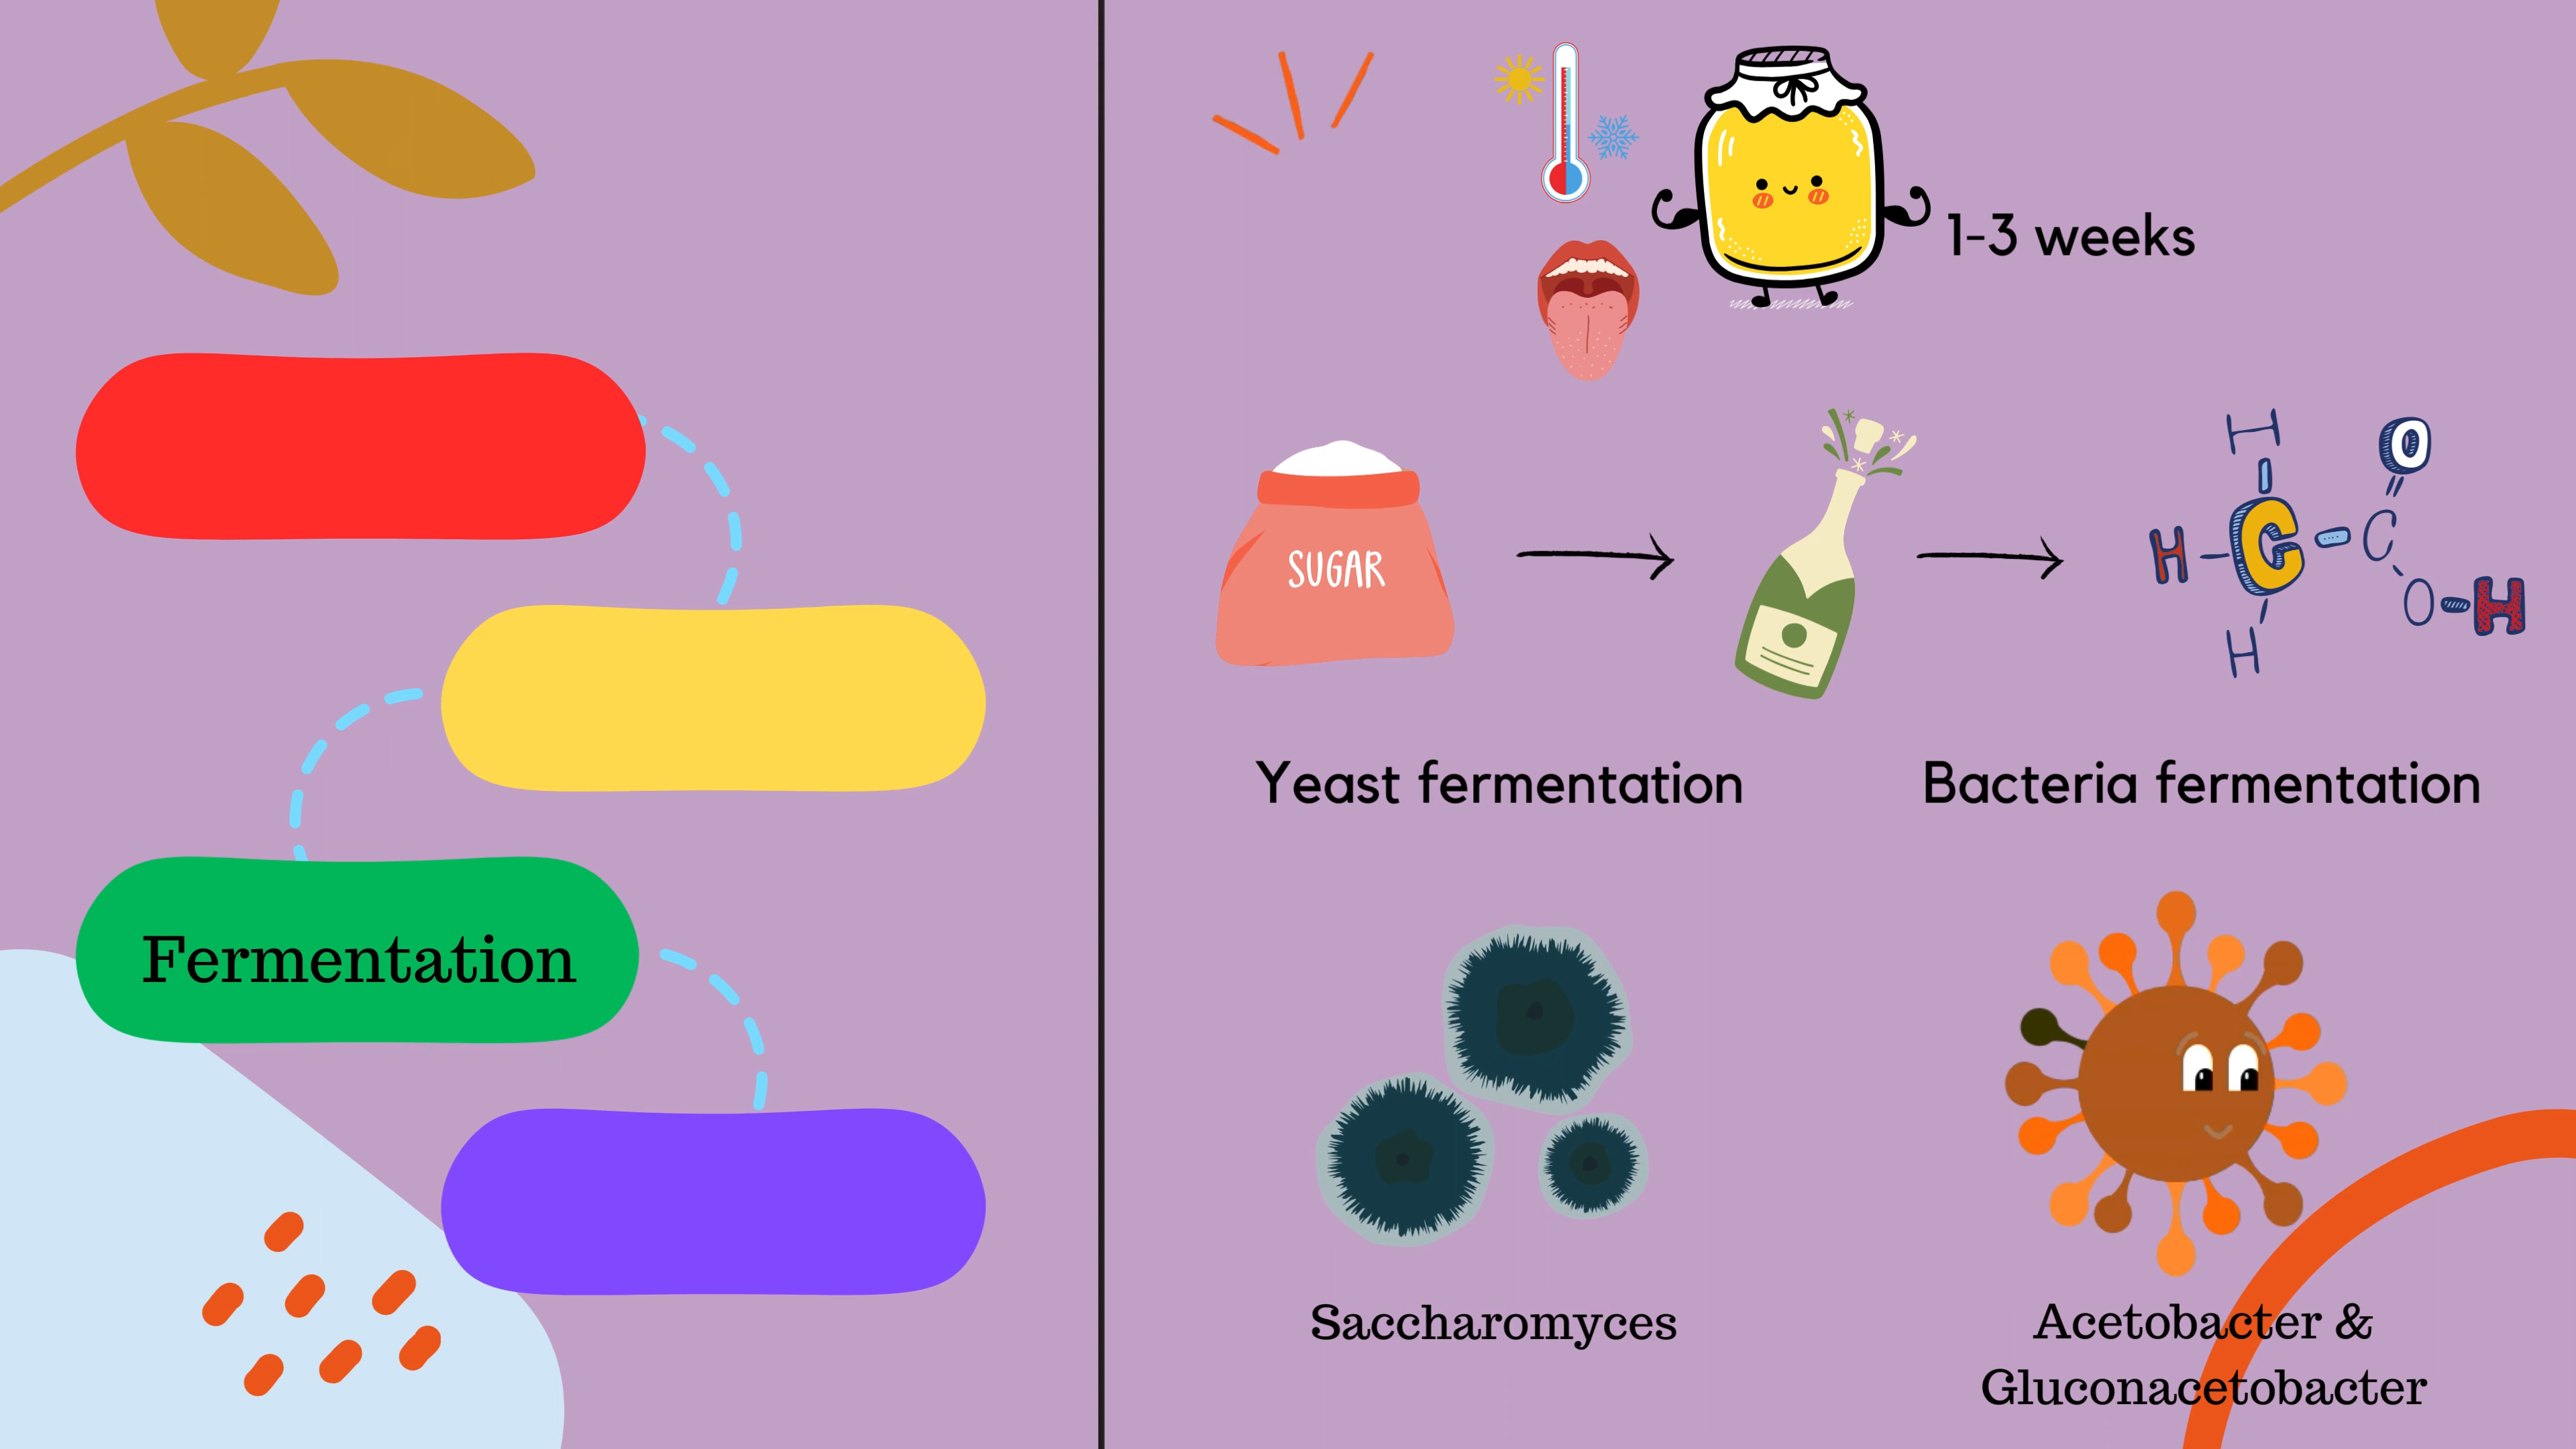 Fermentation
1-3 weeks
SUGAR
H
O
H
C
C
O
H
H
Yeast fermentation
Bacteria fermentation
Saccharomyces
Acetobacter &
Gluconacetobacter